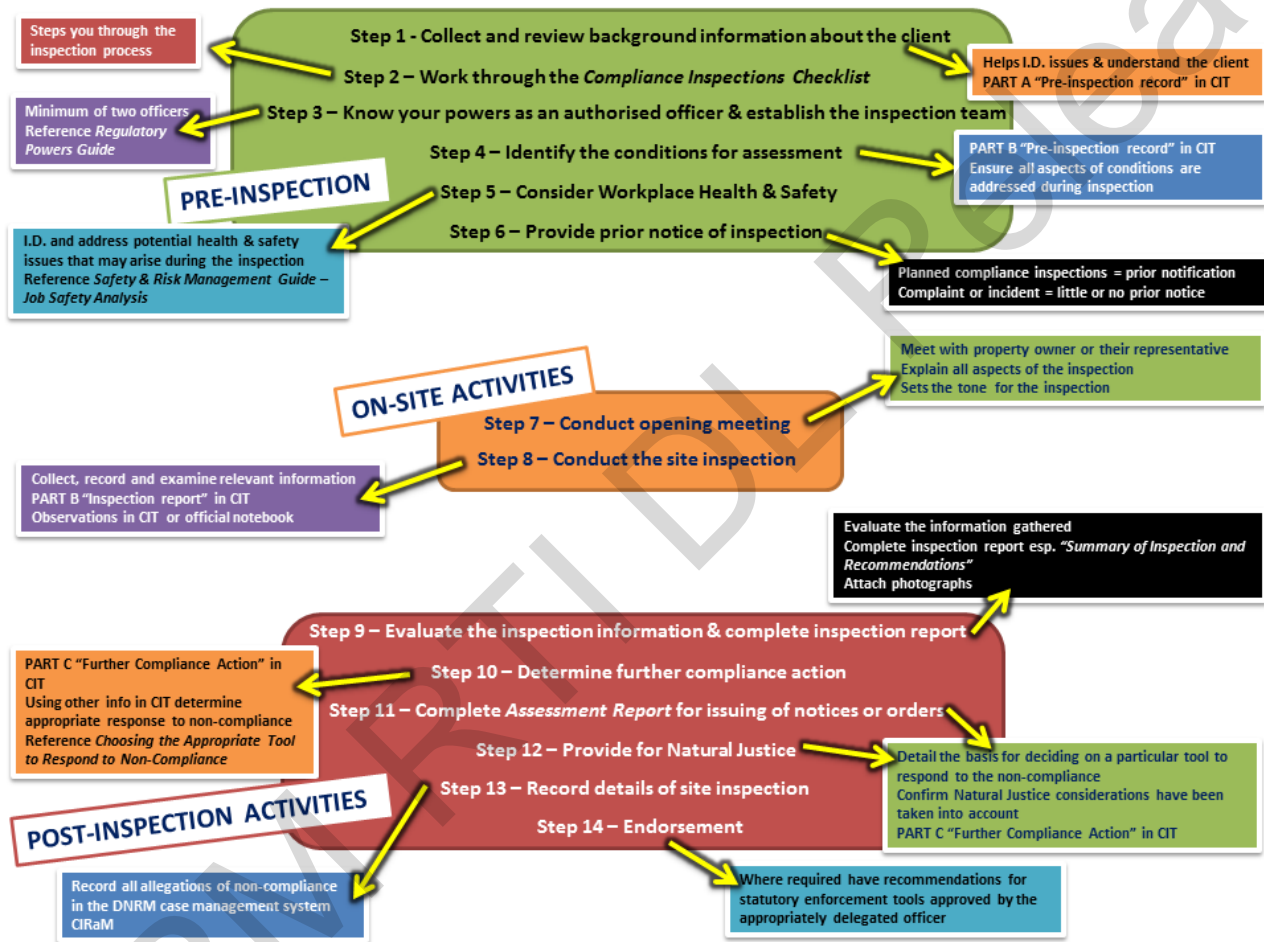 Steps you through the
inspection process
Step 1 - Collect and review background information about the client
Helps I.D. issues & understand the client
PART A “Pre-inspection record” in CIT
Step 2 – Work through the Compliance Inspections Checklist
Minimum of two officers
Reference Regulatory
Powers Guide
Step 3 – Know your powers as an authorised officer & establish the inspection team
Step 4 – Identify the conditions for assessment
PART B “Pre-inspection record” in CIT
Ensure all aspects of conditions are
addressed during inspection
PRE-INSPECTION
Step 5 – Consider Workplace Health & Safety
I.D. and address potential health & safety
issues that may arise during the inspection
Reference Safety & Risk Management Guide –
Job Safety Analysis
Step 6 – Provide prior notice of inspection
Planned compliance inspections = prior notification
Complaint or incident = little or no prior notice
ON-SITE ACTIVITIES
Meet with property owner or their representative
Explain all aspects of the inspection
Sets the tone for the inspection
Step 7 – Conduct opening meeting
Step 8 – Conduct the site inspection
Collect, record and examine relevant information
PART B “Inspection report” in CIT
Observations in CIT or official notebook
Evaluate the information gathered
Complete inspection report esp. “Summary of Inspection and
Recommendations”
Attach photographs
Step 9 – Evaluate the inspection information & complete inspection report
Step 10 – Determine further compliance action
PART C “Further Compliance Action” in
CIT
Using other info in CIT determine
appropriate response to non-compliance
Reference Choosing the Appropriate Tool
to Respond to Non-Compliance
Step 11 – Complete Assessment Report for issuing of notices or orders
Step 12 – Provide for Natural Justice
Detail the basis for deciding on a particular tool to
respond to the non-compliance
Confirm Natural Justice considerations have been
taken into account
PART C “Further Compliance Action” in CIT
POST-INSPECTION ACTIVITIES
Step 13 – Record details of site inspection
Step 14 – Endorsement
Record all allegations of non-compliance
in the DNRM case management system
CIRaM
Where required have recommendations for
statutory enforcement tools approved by the
appropriately delegated officer
RTI DL